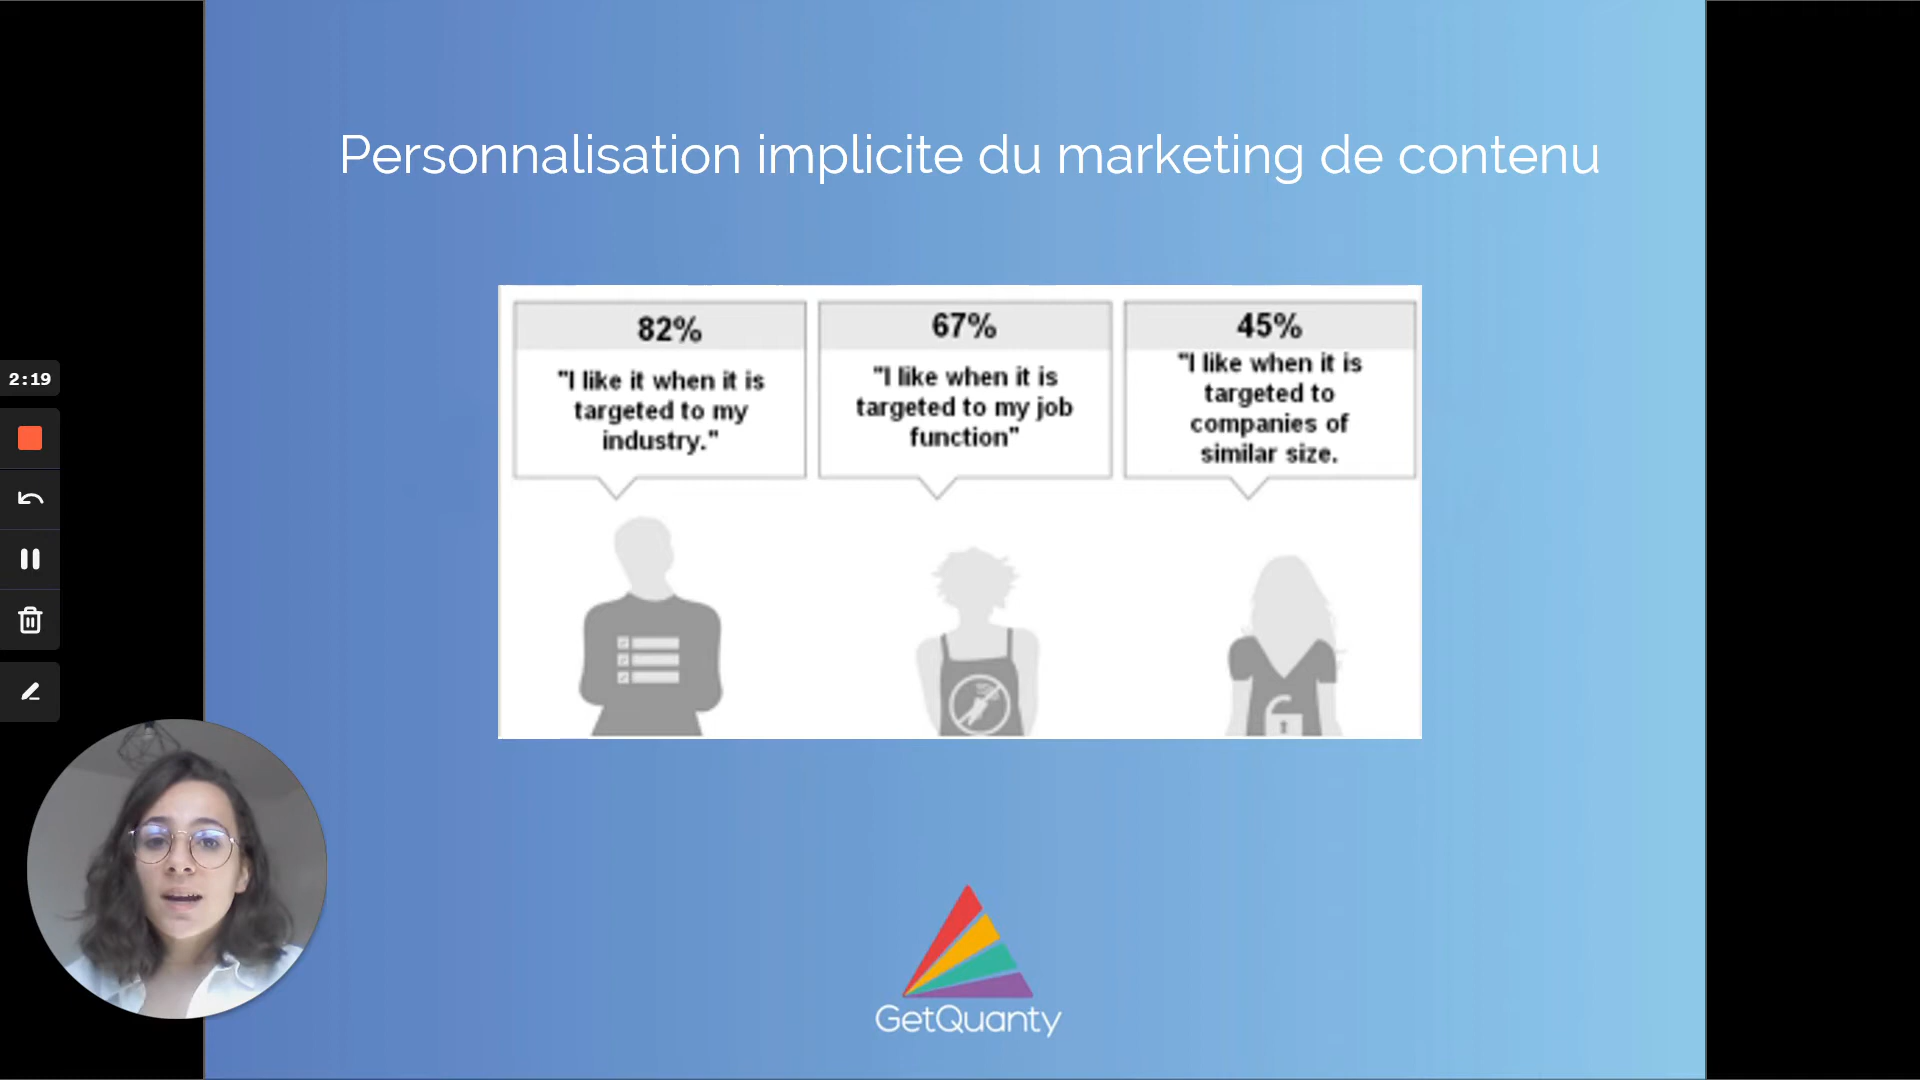 Personnalisation implicite du marketing de contenu
82%
"I like it when it is
targeted to my
industry."
67%
"I like when it is
targeted to my job
function"
45%
"I like when it is
targeted to
companies of
similar size.
2:19
GetQuanty